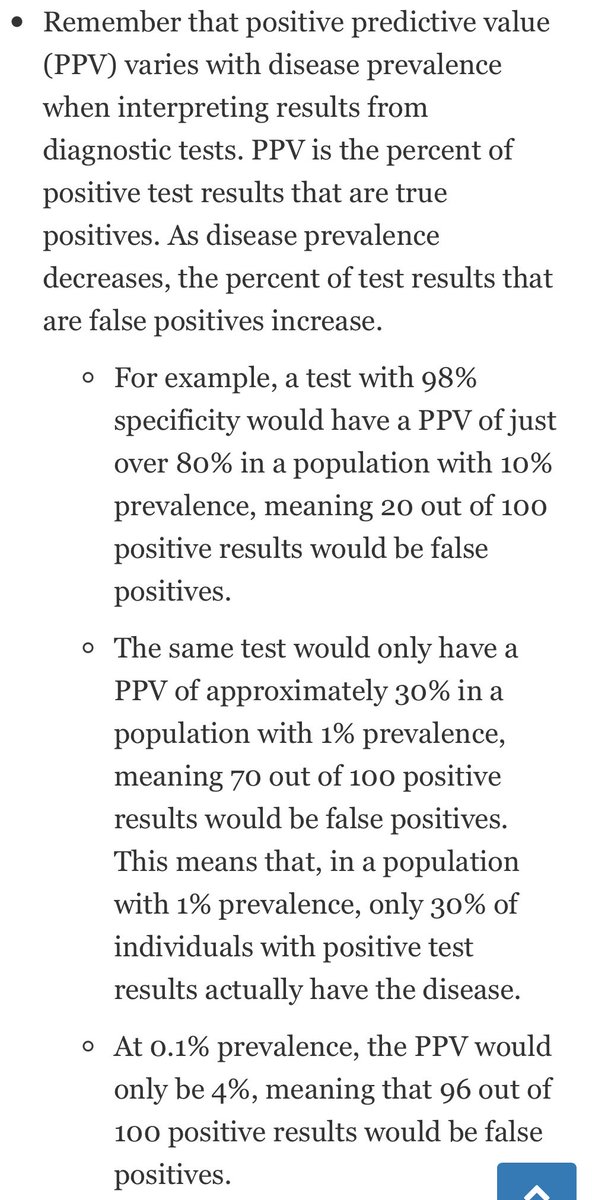 • Remember that positive predictive value
(PPV) varies with disease prevalence
when interpreting results from
diagnostic tests. PPV is the percent of
positive test results that are true
positives. As disease prevalence
decreases, the percent of test results that
are false positives increase.
◦ For example, a test with 98%
specificity would have a PPV of just
over 80% in a population with 10%
prevalence, meaning 20 out of 100
positive results would be false
positives.
◦ The same test would only have a
PPV of approximately 30% in a
population with 1% prevalence,
meaning 70 out of 100 positive
results would be false positives.
This means that, in a population
with 1% prevalence, only 30% of
individuals with positive test
results actually have the disease.
◦ At 0.1% prevalence, the PPV would
only be 4%, meaning that 96 out of
100 positive results would be false
positives.